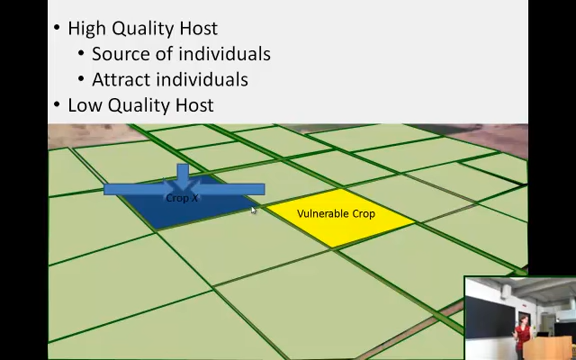 • High Quality Host
• Source of individuals
• Attract individuals
• Low Quality Host
Crop X
Vulnerable Crop